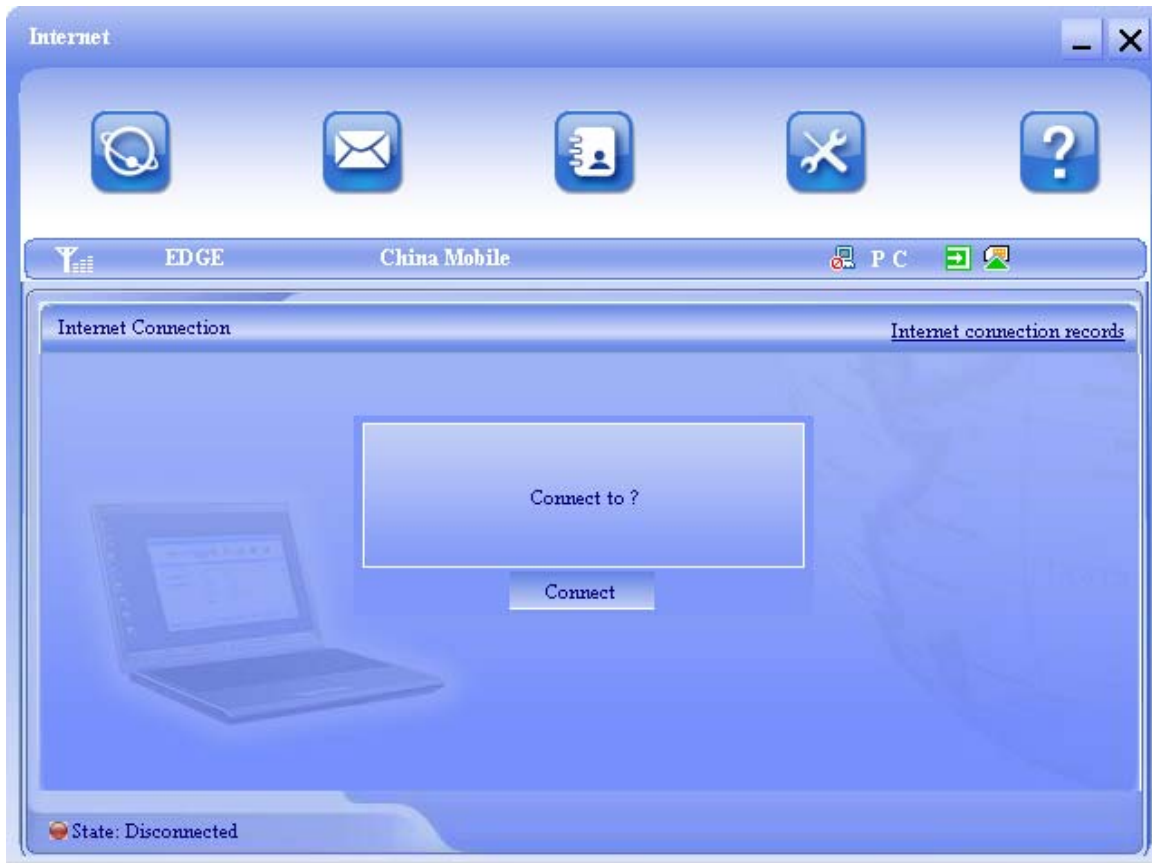 Internet
EDGE China Mobile P C
Internet Connection Internet connection records
Connect to ?
Connect
State: Disconnected